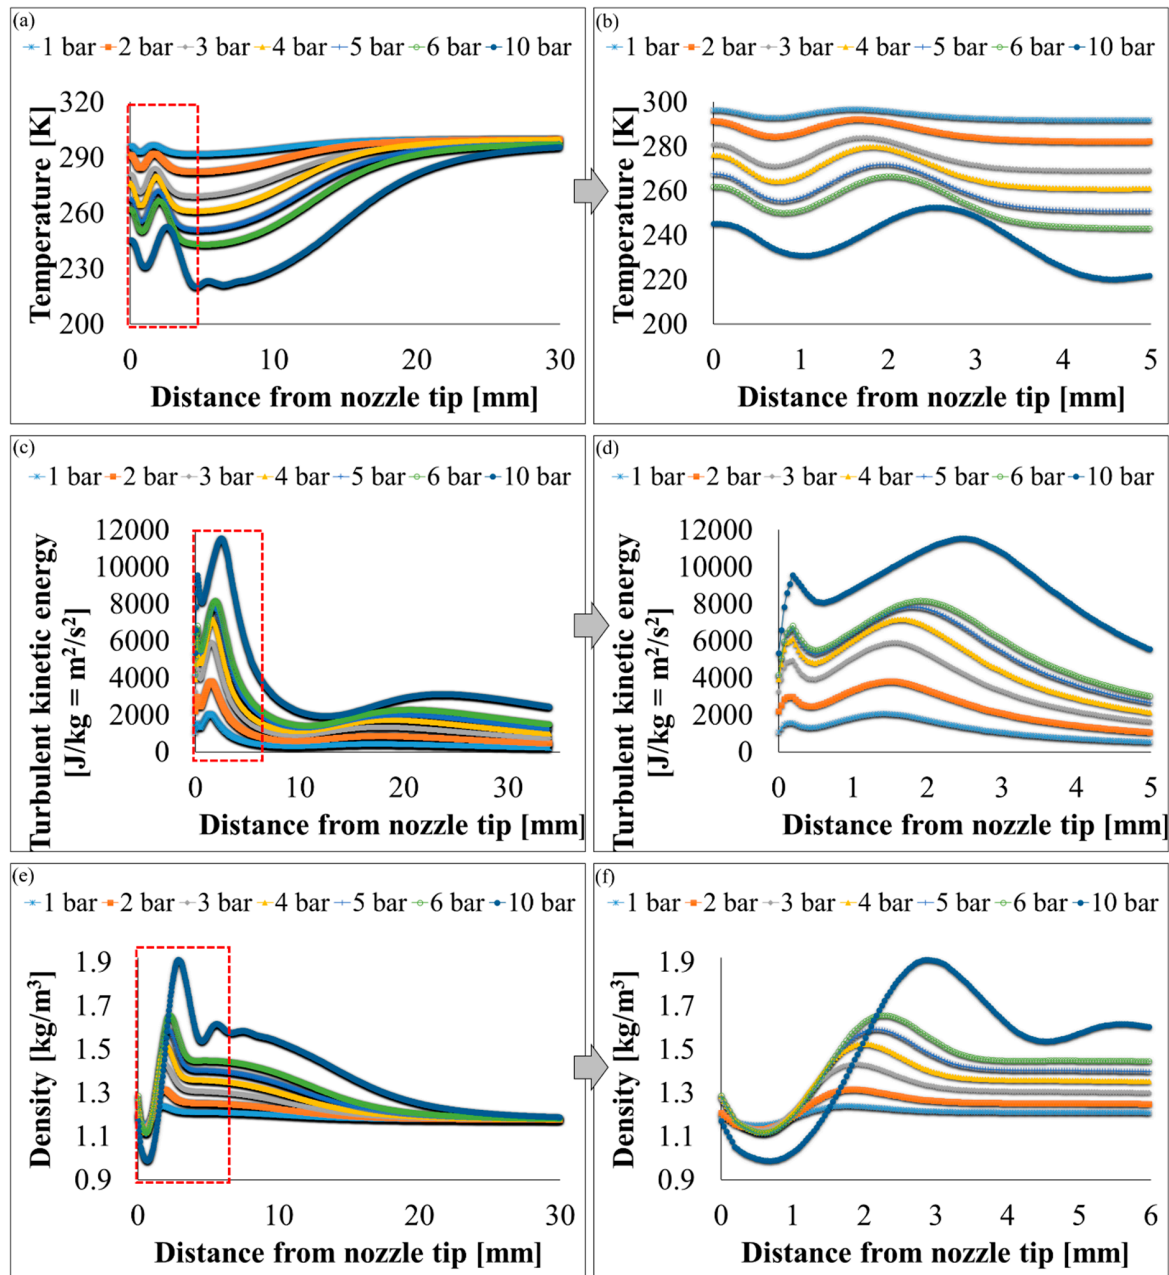 (a)
1 bar 2 bar 3 bar 4 bar 5 bar 6 bar 10 bar
Temperature [K]
320
290
260
230
200
0 10 20 30
Distance from nozzle tip [mm]
(b)
1 bar 2 bar 3 bar 4 bar 5 bar 6 bar 10 bar
Temperature [K]
300
280
260
240
220
200
0 1 2 3 4 5
Distance from nozzle tip [mm]
(c)
1 bar 2 bar 3 bar 4 bar 5 bar 6 bar 10 bar
Turbulent kinetic energy
[J/kg = m²/s²]
12000
10000
8000
6000
4000
2000
0
0 10 20 30
Distance from nozzle tip [mm]
(d)
1 bar 2 bar 3 bar 4 bar 5 bar 6 bar 10 bar
Turbulent kinetic energy
[J/kg = m²/s²]
12000
10000
8000
6000
4000
2000
0
0 1 2 3 4 5
Distance from nozzle tip [mm]
(e)
1 bar 2 bar 3 bar 4 bar 5 bar 6 bar 10 bar
Density [kg/m³]
1.9
1.7
1.5
1.3
1.1
0.9
0 10 20 30
Distance from nozzle tip [mm]
(f)
1 bar 2 bar 3 bar 4 bar 5 bar 6 bar 10 bar
Density [kg/m³]
1.9
1.7
1.5
1.3
1.1
0.9
0 1 2 3 4 5 6
Distance from nozzle tip [mm]